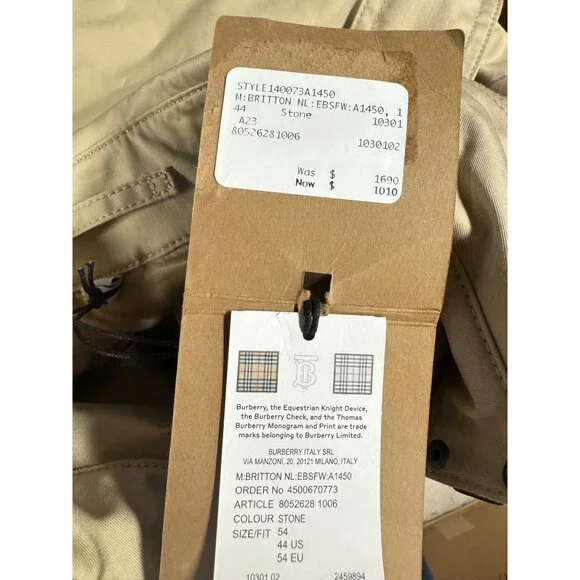 STYLE140073A1450
M:BRITTON NL:EBSFW:A1450, 1
44 Stone 10301
A23
80526281006 1030102
Was $ 1690
Now $ 1010
Burberry, the Equestrian Knight Device,
the Burberry Check, and the Thomas
Burberry Monogram and Print are trade
marks belonging to Burberry Limited.
BURBERRY ITALY SRL
VIA MANZONI, 20, 20121 MILANO, ITALY
M:BRITTON NL:EBSFW:A1450
ORDER No 4500670773
ARTICLE 8052628 1006
COLOUR STONE
SIZE/FIT 54
44 US
54 EU
10301 02 2459894